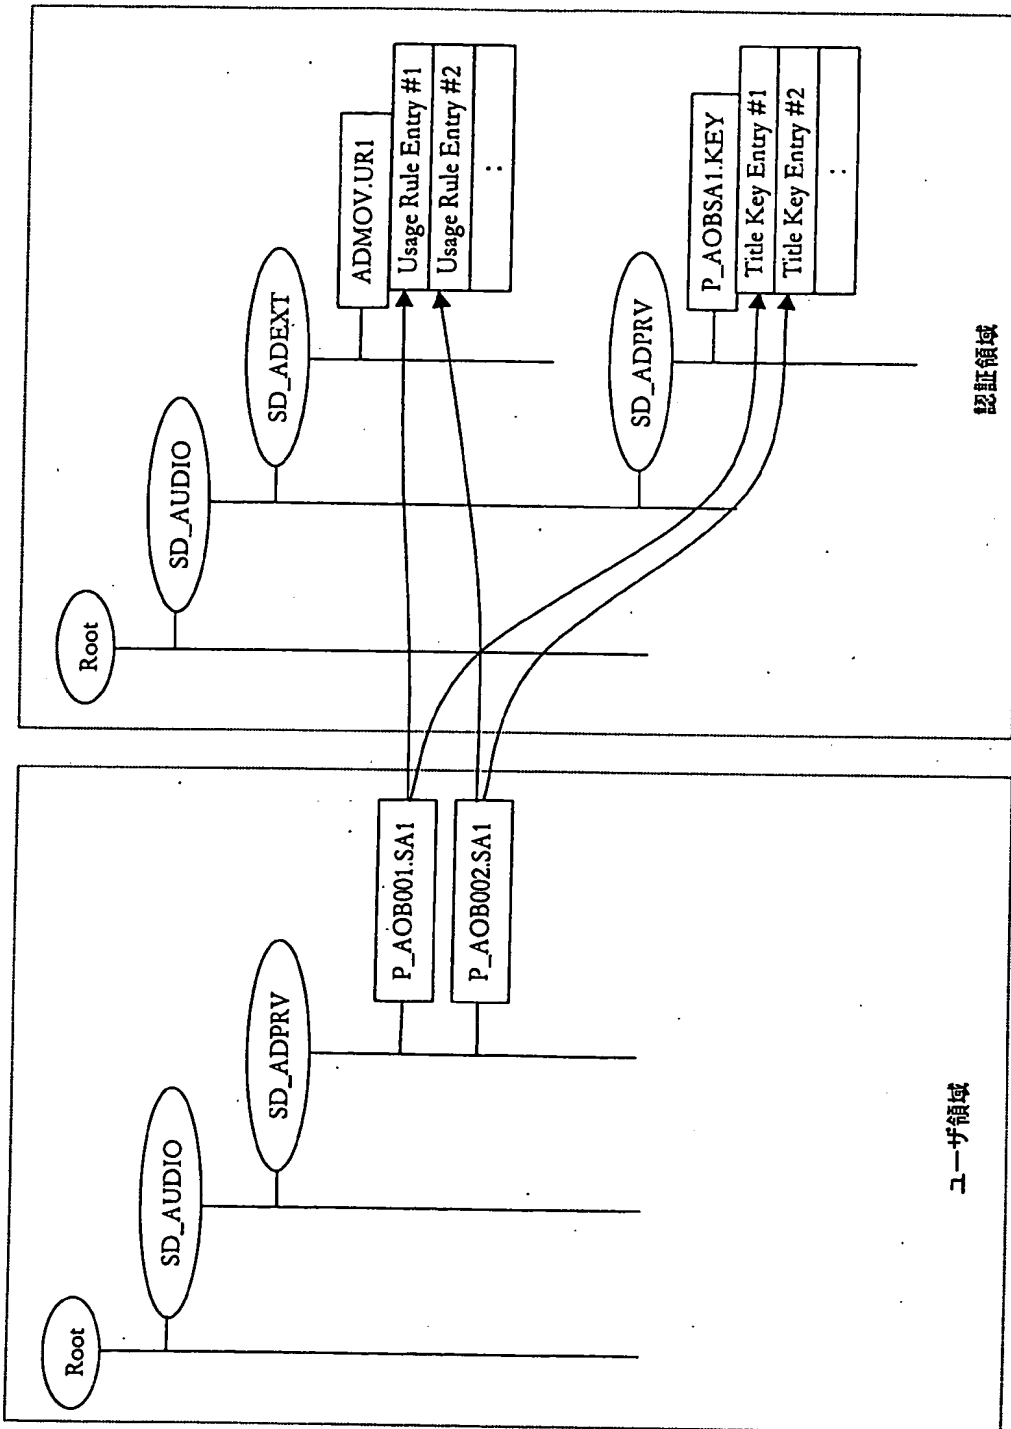 Root
SD_AUDIO
SD_ADPRV
P_AOB001.SA1
P_AOB002.SA1
ユーザ領域
Root
SD_AUDIO
SD_ADEXT
ADMOV.UR1
Usage Rule Entry #1
Usage Rule Entry #2
:
SD_ADPRV
P_AOBSA1.KEY
Title Key Entry #1
Title Key Entry #2
:
認証領域